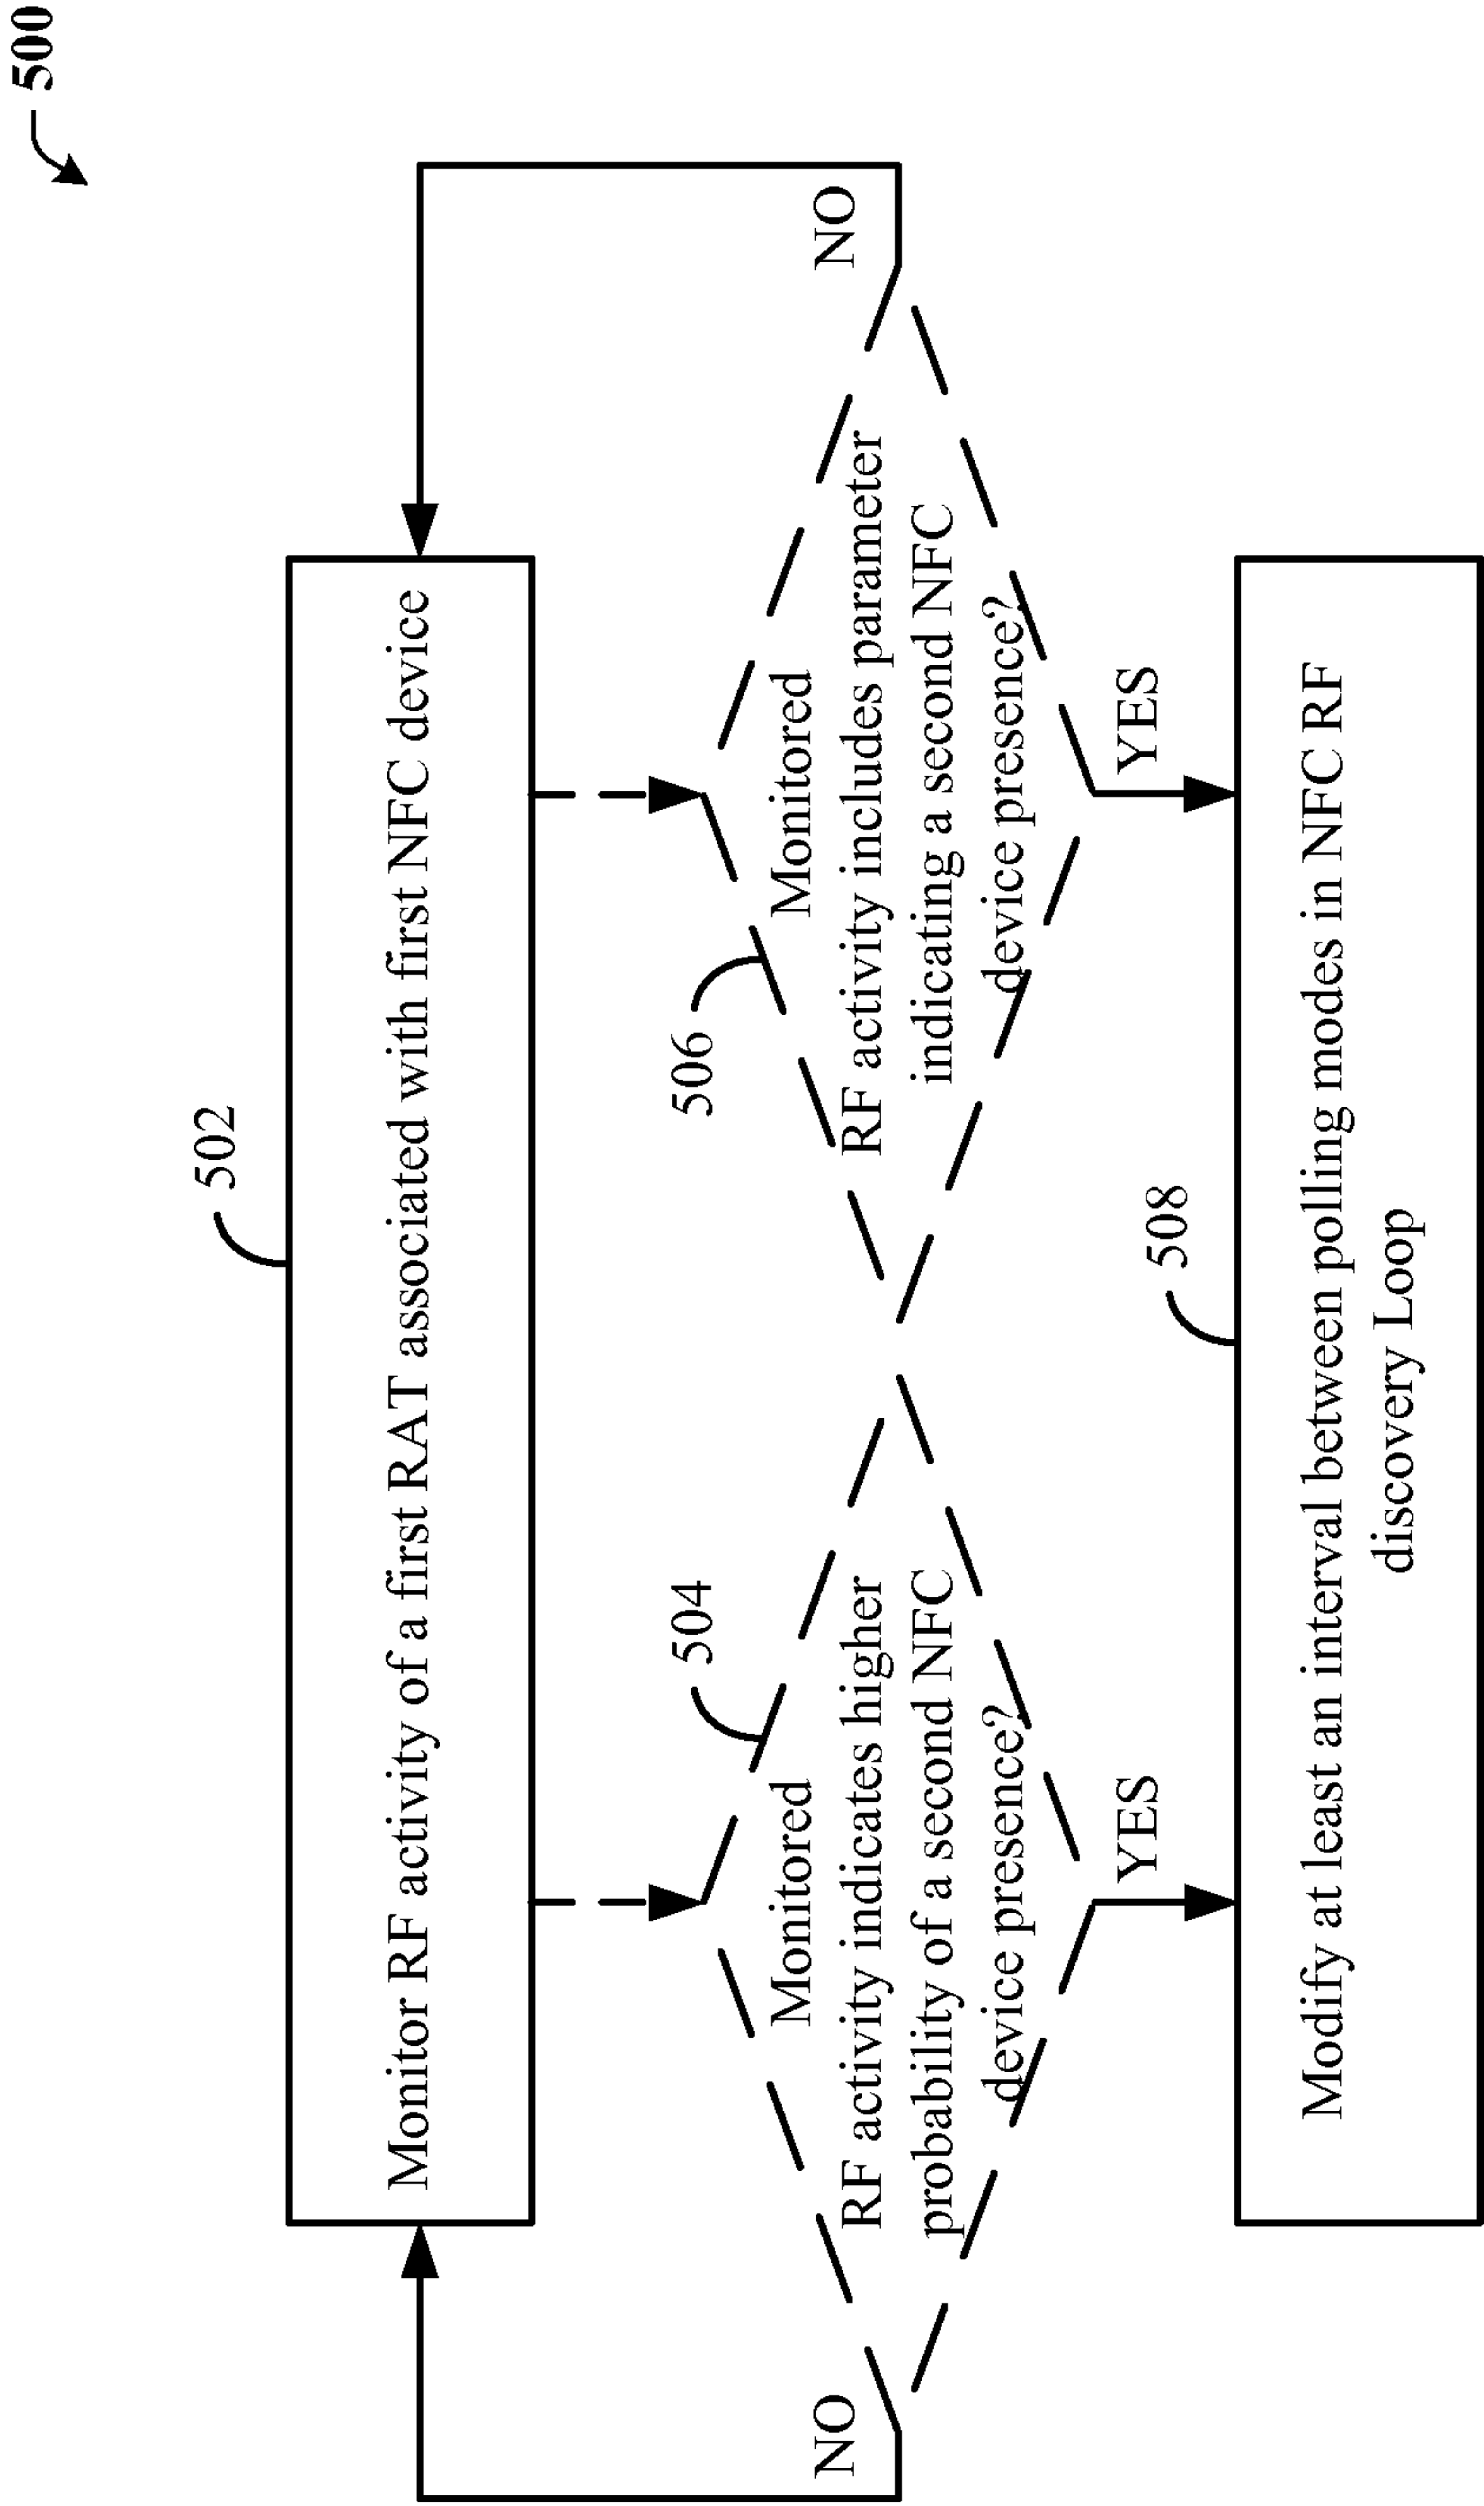 500
502
Monitor RF activity of a first RAT associated with first NFC device
504
Monitored
RF activity indicates higher
probability of a second NFC
device presence?
NO
YES
506
Monitored
RF activity includes parameter
indicating a second NFC
device presence?
NO
YES
508
Modify at least an interval between polling modes in NFC RF
discovery Loop